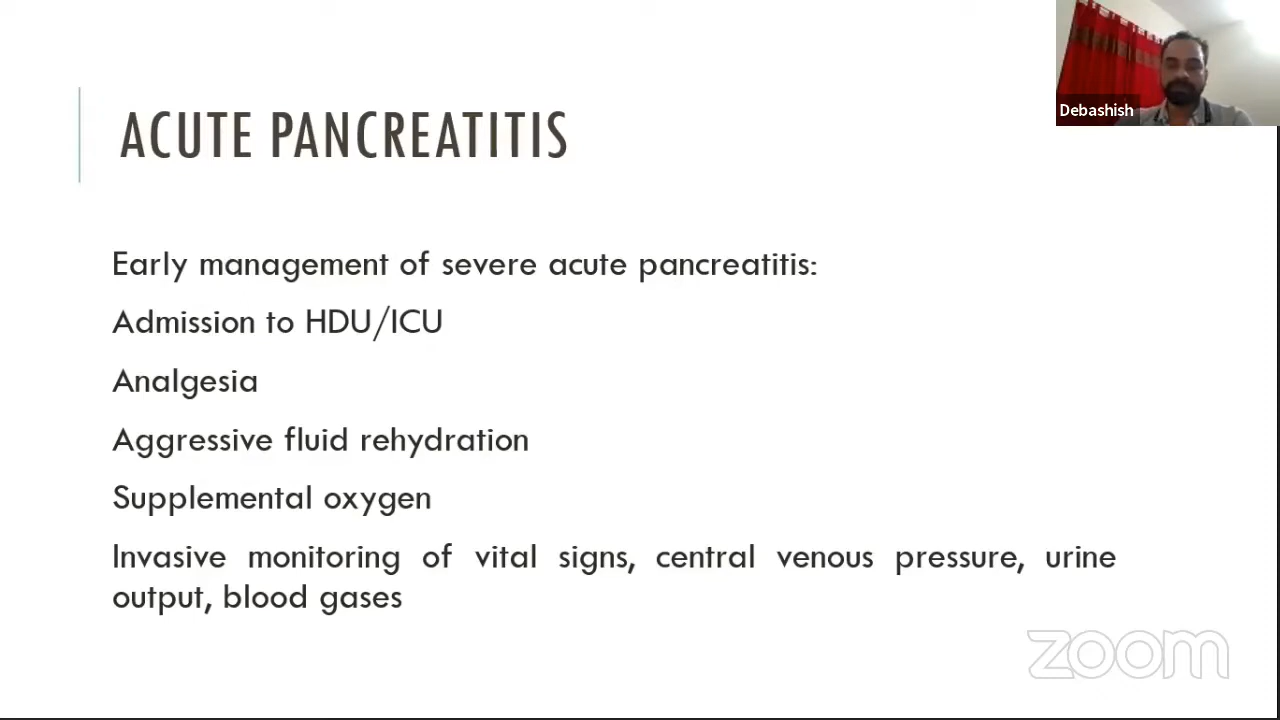 Debashish
ACUTE PANCREATITIS
Early management of severe acute pancreatitis:
Admission to HDU/ICU
Analgesia
Aggressive fluid rehydration
Supplemental oxygen
Invasive monitoring of vital signs, central venous pressure, urine
output, blood gases
zoom